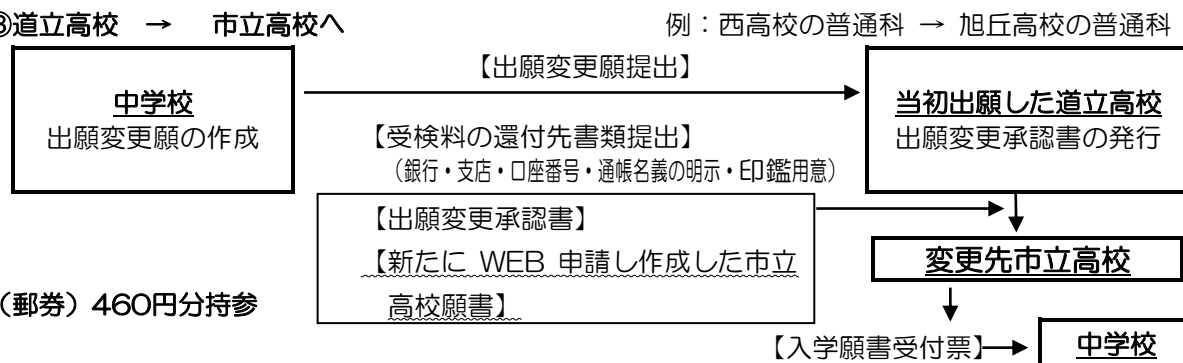 ③道立高校 → 市立高校へ 例：西高校の普通科 → 旭丘高校の普通科
【出願変更願提出】
中学校
出願変更願の作成
当初出願した道立高校
出願変更承認書の発行
【受検料の還付先書類提出】
（銀行・支店・口座番号・通帳名義の明示・印鑑用意）
【出願変更承認書】
【新たに WEB 申請し作成した市立
高校願書】
変更先市立高校
（郵券）460円分持参
【入学願書受付票】
中学校